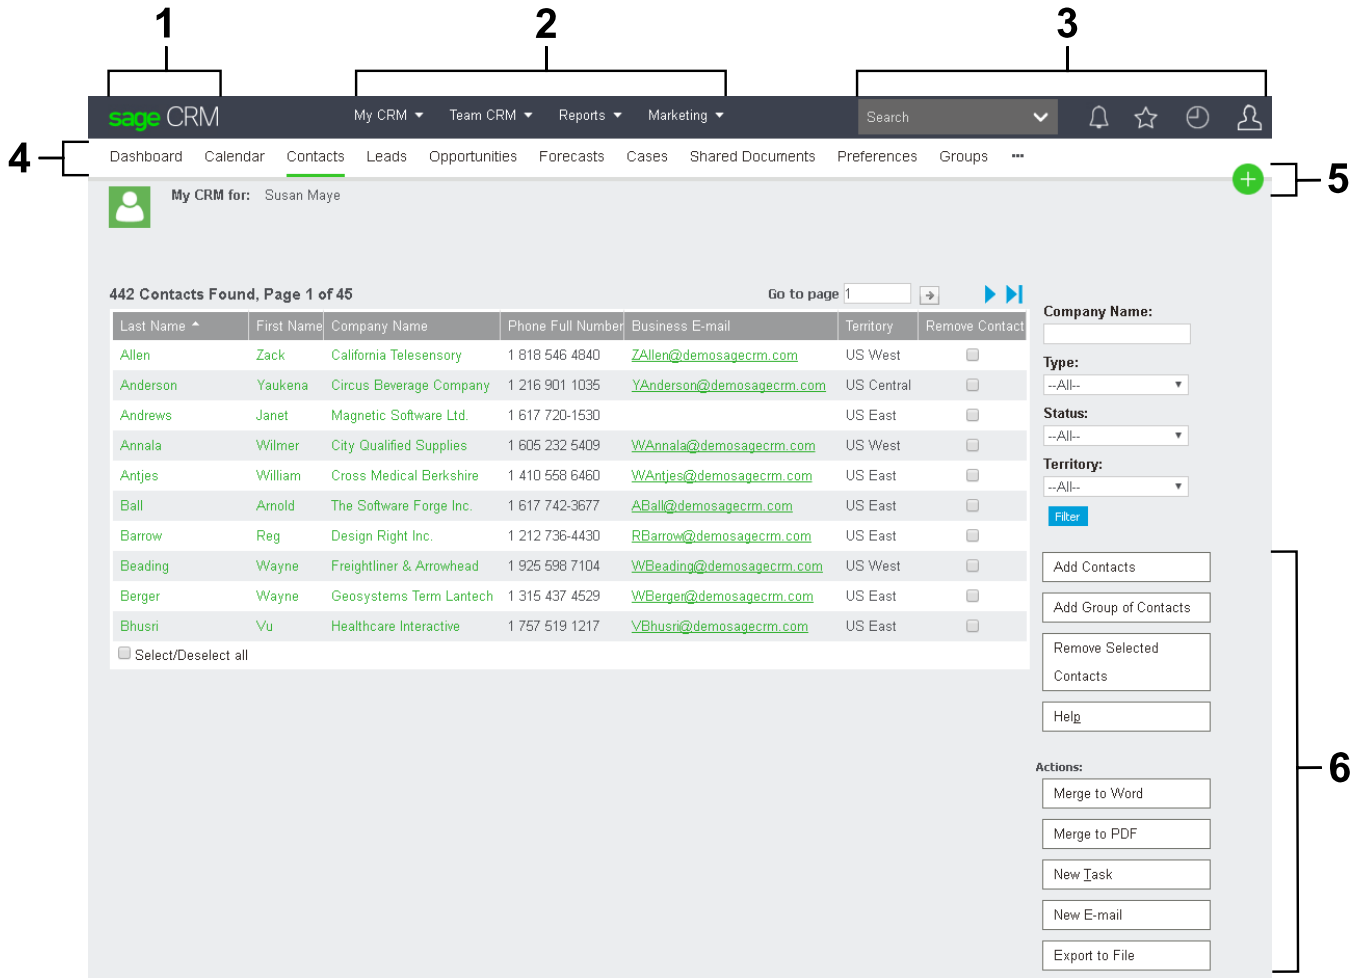 1 2 3
sage CRM My CRM Team CRM Reports Marketing Search
4 Dashboard Calendar Contacts Leads Opportunities Forecasts Cases Shared Documents Preferences Groups ...
5
My CRM for: Susan Maye
442 Contacts Found, Page 1 of 45 Go to page 1
Last Name First Name Company Name Phone Full Number Business E-mail Territory Remove Contact
Allen Zack California Telesensory 1 818 546 4840 ZAllen@demosagecrm.com US West
Anderson Yaukena Circus Beverage Company 1 216 901 1035 YAnderson@demosagecrm.com US Central
Andrews Janet Magnetic Software Ltd. 1 617 720-1530 US East
Annala Wilmer City Qualified Supplies 1 605 232 5409 WAnnala@demosagecrm.com US West
Antjes William Cross Medical Berkshire 1 410 558 6460 WAntjes@demosagecrm.com US East
Ball Arnold The Software Forge Inc. 1 617 742-3677 ABall@demosagecrm.com US East
Barrow Reg Design Right Inc. 1 212 736-4430 RBarrow@demosagecrm.com US East
Beading Wayne Freightliner & Arrowhead 1 925 598 7104 WBeading@demosagecrm.com US West
Berger Wayne Geosystems Term Lantech 1 315 437 4529 WBerger@demosagecrm.com US East
Bhusri Vu Healthcare Interactive 1 757 519 1217 VBhusri@demosagecrm.com US East
Select/Deselect all
Company Name:
Type:
--All--
Status:
--All--
Territory:
--All--
Filter
Add Contacts
Add Group of Contacts
Remove Selected
Contacts
Help
6
Actions:
Merge to Word
Merge to PDF
New Task
New E-mail
Export to File